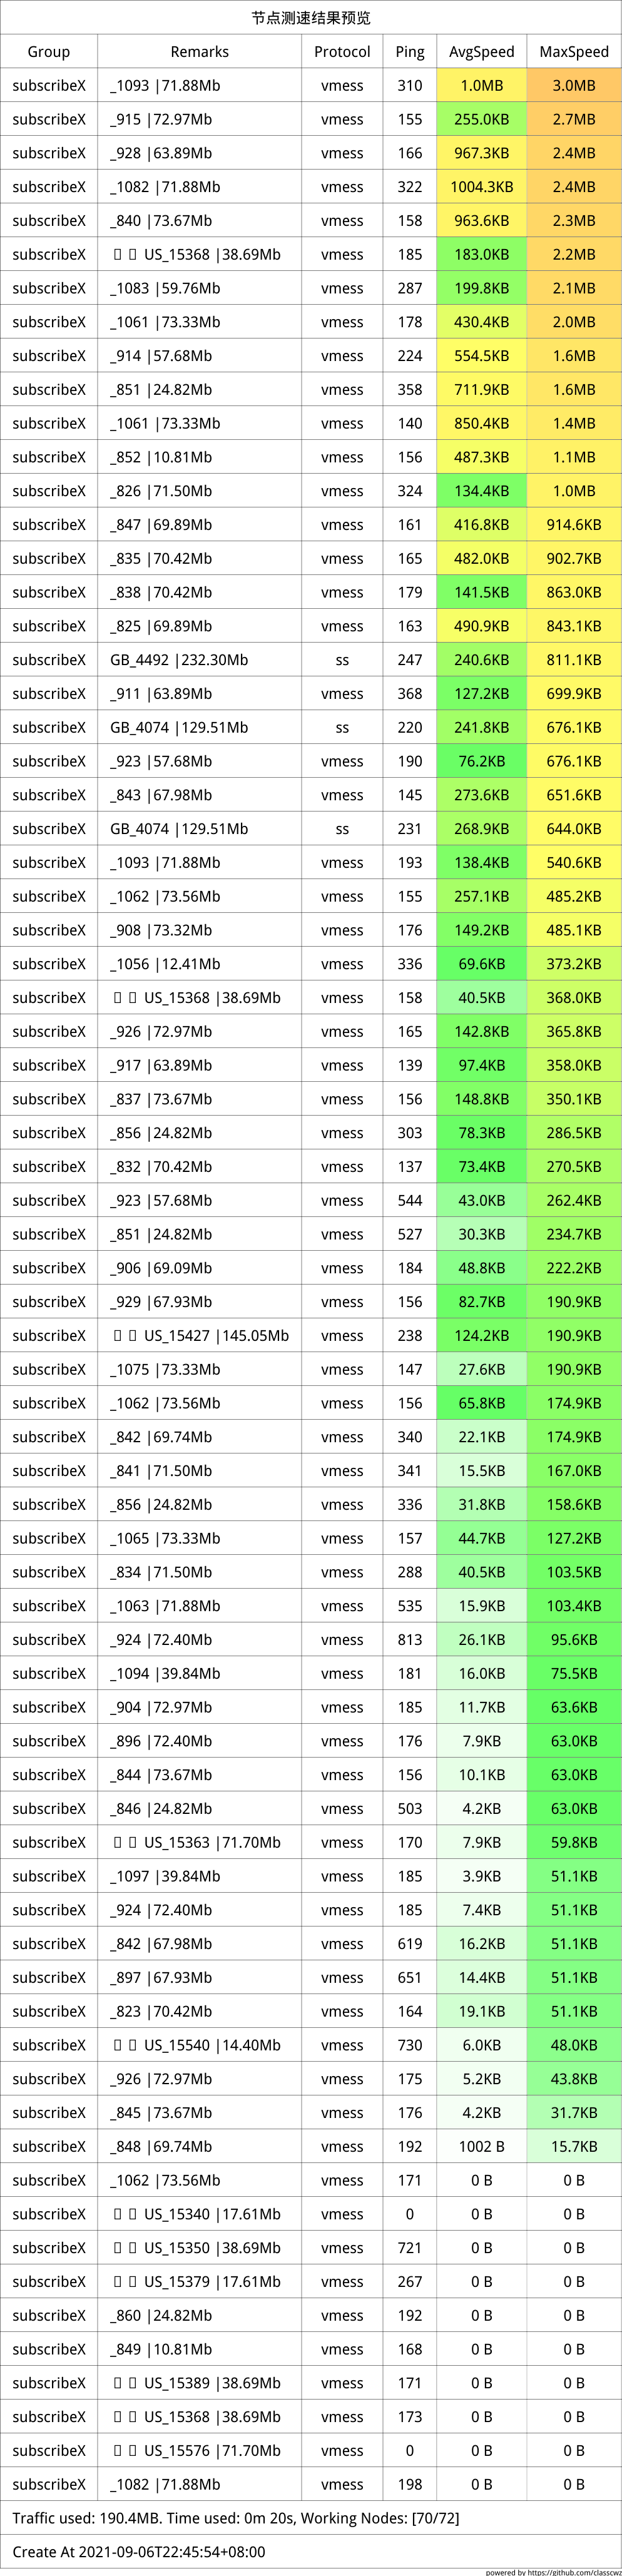 节点测速结果预览
Group Remarks Protocol Ping AvgSpeed MaxSpeed
subscribeX _1093 |71.88Mb vmess 310 1.0MB 3.0MB
subscribeX _915 |72.97Mb vmess 155 255.0KB 2.7MB
subscribeX _928 |63.89Mb vmess 166 967.3KB 2.4MB
subscribeX _1082 |71.88Mb vmess 322 1004.3KB 2.4MB
subscribeX _840 |73.67Mb vmess 158 963.6KB 2.3MB
subscribeX US_15368 |38.69Mb vmess 185 183.0KB 2.2MB
subscribeX _1083 |59.76Mb vmess 287 199.8KB 2.1MB
subscribeX _1061 |73.33Mb vmess 178 430.4KB 2.0MB
subscribeX _914 |57.68Mb vmess 224 554.5KB 1.6MB
subscribeX _851 |24.82Mb vmess 358 711.9KB 1.6MB
subscribeX _1061 |73.33Mb vmess 140 850.4KB 1.4MB
subscribeX _852 |10.81Mb vmess 156 487.3KB 1.1MB
subscribeX _826 |71.50Mb vmess 324 134.4KB 1.0MB
subscribeX _847 |69.89Mb vmess 161 416.8KB 914.6KB
subscribeX _835 |70.42Mb vmess 165 482.0KB 902.7KB
subscribeX _838 |70.42Mb vmess 179 141.5KB 863.0KB
subscribeX _825 |69.89Mb vmess 163 490.9KB 843.1KB
subscribeX GB_4492 |232.30Mb ss 247 240.6KB 811.1KB
subscribeX _911 |63.89Mb vmess 368 127.2KB 699.9KB
subscribeX GB_4074 |129.51Mb ss 220 241.8KB 676.1KB
subscribeX _923 |57.68Mb vmess 190 76.2KB 676.1KB
subscribeX _843 |67.98Mb vmess 145 273.6KB 651.6KB
subscribeX GB_4074 |129.51Mb ss 231 268.9KB 644.0KB
subscribeX _1093 |71.88Mb vmess 193 138.4KB 540.6KB
subscribeX _1062 |73.56Mb vmess 155 257.1KB 485.2KB
subscribeX _908 |73.32Mb vmess 176 149.2KB 485.1KB
subscribeX _1056 |12.41Mb vmess 336 69.6KB 373.2KB
subscribeX US_15368 |38.69Mb vmess 158 40.5KB 368.0KB
subscribeX _926 |72.97Mb vmess 165 142.8KB 365.8KB
subscribeX _917 |63.89Mb vmess 139 97.4KB 358.0KB
subscribeX _837 |73.67Mb vmess 156 148.8KB 350.1KB
subscribeX _856 |24.82Mb vmess 303 78.3KB 286.5KB
subscribeX _832 |70.42Mb vmess 137 73.4KB 270.5KB
subscribeX _923 |57.68Mb vmess 544 43.0KB 262.4KB
subscribeX _851 |24.82Mb vmess 527 30.3KB 234.7KB
subscribeX _906 |69.09Mb vmess 184 48.8KB 222.2KB
subscribeX _929 |67.93Mb vmess 156 82.7KB 190.9KB
subscribeX US_15427 |145.05Mb vmess 238 124.2KB 190.9KB
subscribeX _1075 |73.33Mb vmess 147 27.6KB 190.9KB
subscribeX _1062 |73.56Mb vmess 156 65.8KB 174.9KB
subscribeX _842 |69.74Mb vmess 340 22.1KB 174.9KB
subscribeX _841 |71.50Mb vmess 341 15.5KB 167.0KB
subscribeX _856 |24.82Mb vmess 336 31.8KB 158.6KB
subscribeX _1065 |73.33Mb vmess 157 44.7KB 127.2KB
subscribeX _834 |71.50Mb vmess 288 40.5KB 103.5KB
subscribeX _1063 |71.88Mb vmess 535 15.9KB 103.4KB
subscribeX _924 |72.40Mb vmess 813 26.1KB 95.6KB
subscribeX _1094 |39.84Mb vmess 181 16.0KB 75.5KB
subscribeX _904 |72.97Mb vmess 185 11.7KB 63.6KB
subscribeX _896 |72.40Mb vmess 176 7.9KB 63.0KB
subscribeX _844 |73.67Mb vmess 156 10.1KB 63.0KB
subscribeX _846 |24.82Mb vmess 503 4.2KB 63.0KB
subscribeX US_15363 |71.70Mb vmess 170 7.9KB 59.8KB
subscribeX _1097 |39.84Mb vmess 185 3.9KB 51.1KB
subscribeX _924 |72.40Mb vmess 185 7.4KB 51.1KB
subscribeX _842 |67.98Mb vmess 619 16.2KB 51.1KB
subscribeX _897 |67.93Mb vmess 651 14.4KB 51.1KB
subscribeX _823 |70.42Mb vmess 164 19.1KB 51.1KB
subscribeX US_15540 |14.40Mb vmess 730 6.0KB 48.0KB
subscribeX _926 |72.97Mb vmess 175 5.2KB 43.8KB
subscribeX _845 |73.67Mb vmess 176 4.2KB 31.7KB
subscribeX _848 |69.74Mb vmess 192 1002 B 15.7KB
subscribeX _1062 |73.56Mb vmess 171 0 B 0 B
subscribeX US_15340 |17.61Mb vmess 0 0 B 0 B
subscribeX US_15350 |38.69Mb vmess 721 0 B 0 B
subscribeX US_15379 |17.61Mb vmess 267 0 B 0 B
subscribeX _860 |24.82Mb vmess 192 0 B 0 B
subscribeX _849 |10.81Mb vmess 168 0 B 0 B
subscribeX US_15389 |38.69Mb vmess 171 0 B 0 B
subscribeX US_15368 |38.69Mb vmess 173 0 B 0 B
subscribeX US_15576 |71.70Mb vmess 0 0 B 0 B
subscribeX _1082 |71.88Mb vmess 198 0 B 0 B
Traffic used: 190.4MB. Time used: 0m 20s, Working Nodes: [70/72]
Create At 2021-09-06T22:45:54+08:00
powered by https://github.com/classcwz